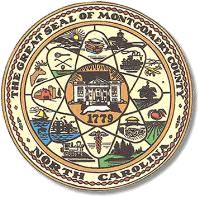 THE GREAT SEAL OF MONTGOMERY COUNTY
1779
NORTH CAROLINA